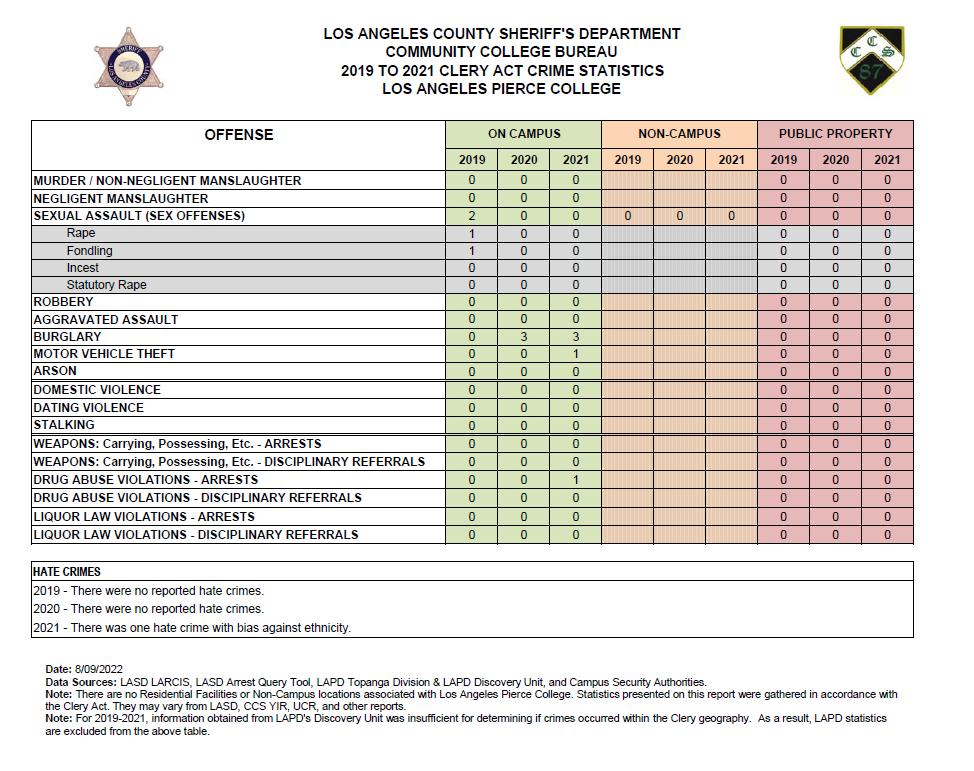 LOS ANGELES COUNTY SHERIFF'S DEPARTMENT
COMMUNITY COLLEGE BUREAU
2019 TO 2021 CLERY ACT CRIME STATISTICS
LOS ANGELES PIERCE COLLEGE
SHERIFF
LOS ANGELES COUNTY
C C S
87
OFFENSE ON CAMPUS NON-CAMPUS PUBLIC PROPERTY
2019 2020 2021 2019 2020 2021 2019 2020 2021
MURDER / NON-NEGLIGENT MANSLAUGHTER 0 0 0 0 0 0
NEGLIGENT MANSLAUGHTER 0 0 0 0 0 0
SEXUAL ASSAULT (SEX OFFENSES) 2 0 0 0 0 0 0 0 0
Rape 1 0 0 0 0 0
Fondling 1 0 0 0 0 0
Incest 0 0 0 0 0 0
Statutory Rape 0 0 0 0 0 0
ROBBERY 0 0 0 0 0 0
AGGRAVATED ASSAULT 0 0 0 0 0 0
BURGLARY 0 3 3 0 0 0
MOTOR VEHICLE THEFT 0 0 1 0 0 0
ARSON 0 0 0 0 0 0
DOMESTIC VIOLENCE 0 0 0 0 0 0
DATING VIOLENCE 0 0 0 0 0 0
STALKING 0 0 0 0 0 0
WEAPONS: Carrying, Possessing, Etc. - ARRESTS 0 0 0 0 0 0
WEAPONS: Carrying, Possessing, Etc. - DISCIPLINARY REFERRALS 0 0 0 0 0 0
DRUG ABUSE VIOLATIONS - ARRESTS 0 0 1 0 0 0
DRUG ABUSE VIOLATIONS - DISCIPLINARY REFERRALS 0 0 0 0 0 0
LIQUOR LAW VIOLATIONS - ARRESTS 0 0 0 0 0 0
LIQUOR LAW VIOLATIONS - DISCIPLINARY REFERRALS 0 0 0 0 0 0
HATE CRIMES
2019 - There were no reported hate crimes.
2020 - There were no reported hate crimes.
2021 - There was one hate crime with bias against ethnicity.
Date: 8/09/2022
Data Sources: LASD LARCIS, LASD Arrest Query Tool, LAPD Topanga Division & LAPD Discovery Unit, and Campus Security Authorities.
Note: There are no Residential Facilities or Non-Campus locations associated with Los Angeles Pierce College. Statistics presented on this report were gathered in accordance with
the Clery Act. They may vary from LASD, CCS YIR, UCR, and other reports.
Note: For 2019-2021, information obtained from LAPD's Discovery Unit was insufficient for determining if crimes occurred within the Clery geography. As a result, LAPD statistics
are excluded from the above table.